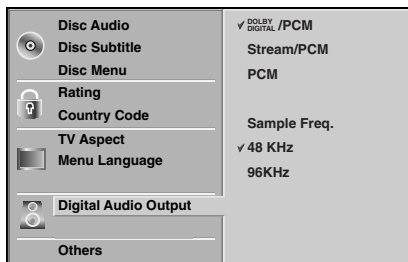 Disc Audio
Disc Subtitle
Disc Menu
Rating
Country Code
TV Aspect
Menu Language
Digital Audio Output
Others
✓ DOLBY DIGITAL /PCM
Stream/PCM
PCM
Sample Freq.
✓ 48 KHz
96KHz